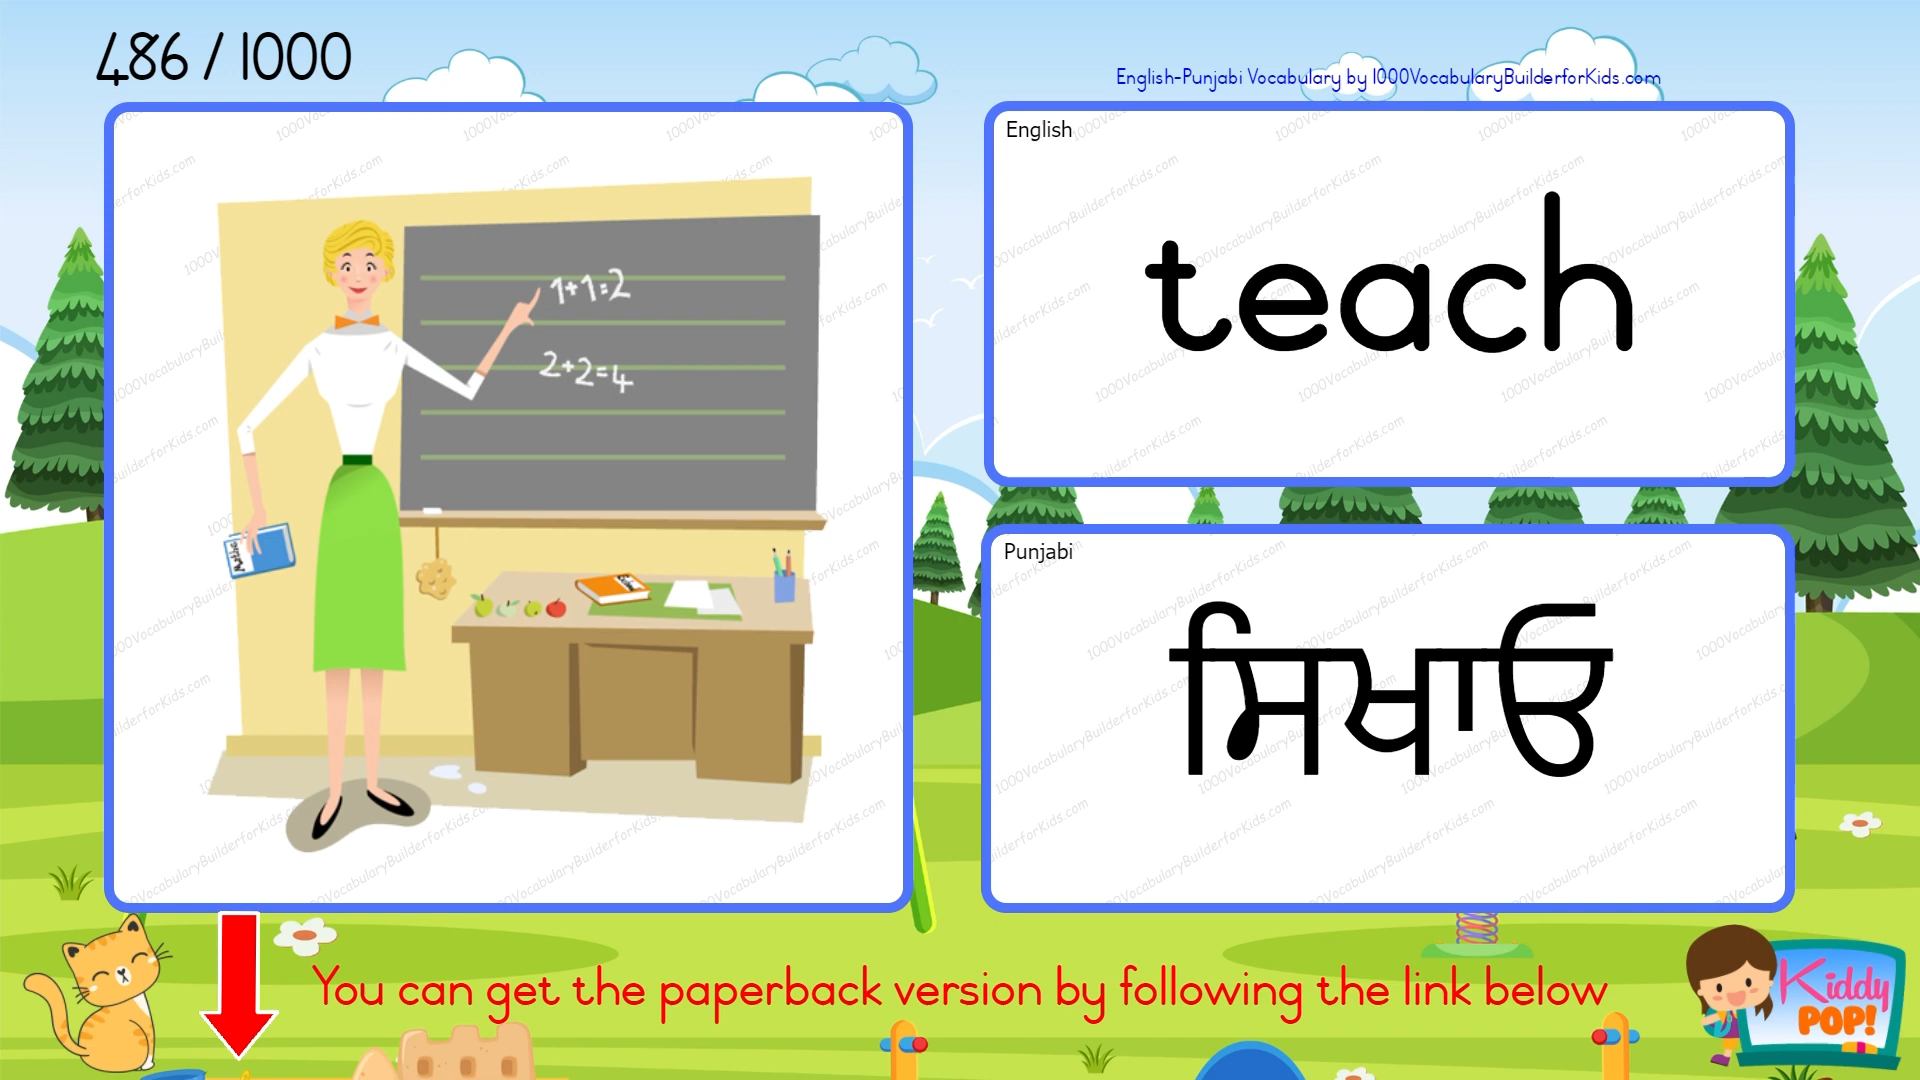 486 / 1000
English-Punjabi Vocabulary by 1000VocabularyBuilderforKids.com
English
teach
1+1=2
2+2=4
Punjabi
ਸਿਖਾਓ
You can get the paperback version by following the link below
Kiddy
POP!